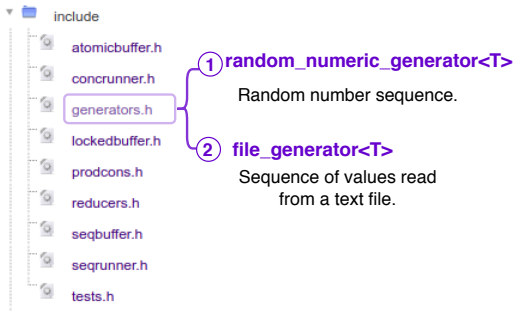 include
atomicbuffer.h
concrunner.h
generators.h
lockedbuffer.h
prodcons.h
reducers.h
seqbuffer.h
seqrunner.h
tests.h
1 random_numeric_generator<T>
Random number sequence.
2 file_generator<T>
Sequence of values read
from a text file.